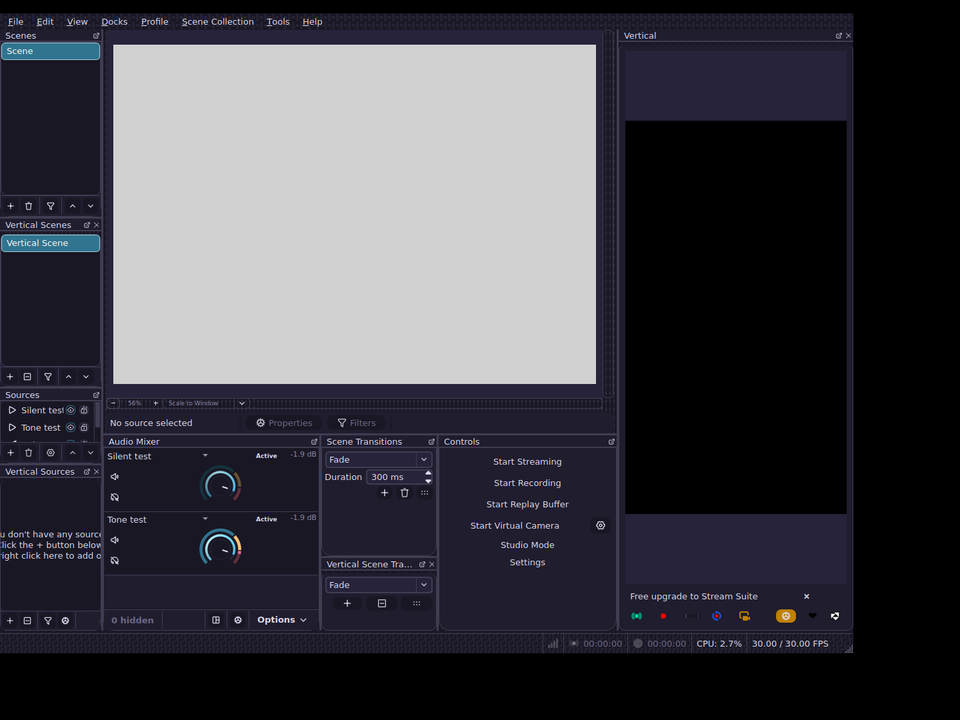 File Edit View Docks Profile Scene Collection Tools Help
Scenes
Scene
Vertical Scenes
Vertical Scene
Sources
Silent test
Tone test
Vertical Sources
u don't have any source
lick the + button below
right click here to add o
56%
Scale to Window
No source selected
Properties
Filters
Audio Mixer
Silent test
Active
-1.9 dB
Tone test
Active
-1.9 dB
0 hidden
Options
Scene Transitions
Fade
Duration
300 ms
Vertical Scene Tra...
Fade
Controls
Start Streaming
Start Recording
Start Replay Buffer
Start Virtual Camera
Studio Mode
Settings
Vertical
Free upgrade to Stream Suite
00:00:00
00:00:00
CPU: 2.7%
30.00 / 30.00 FPS